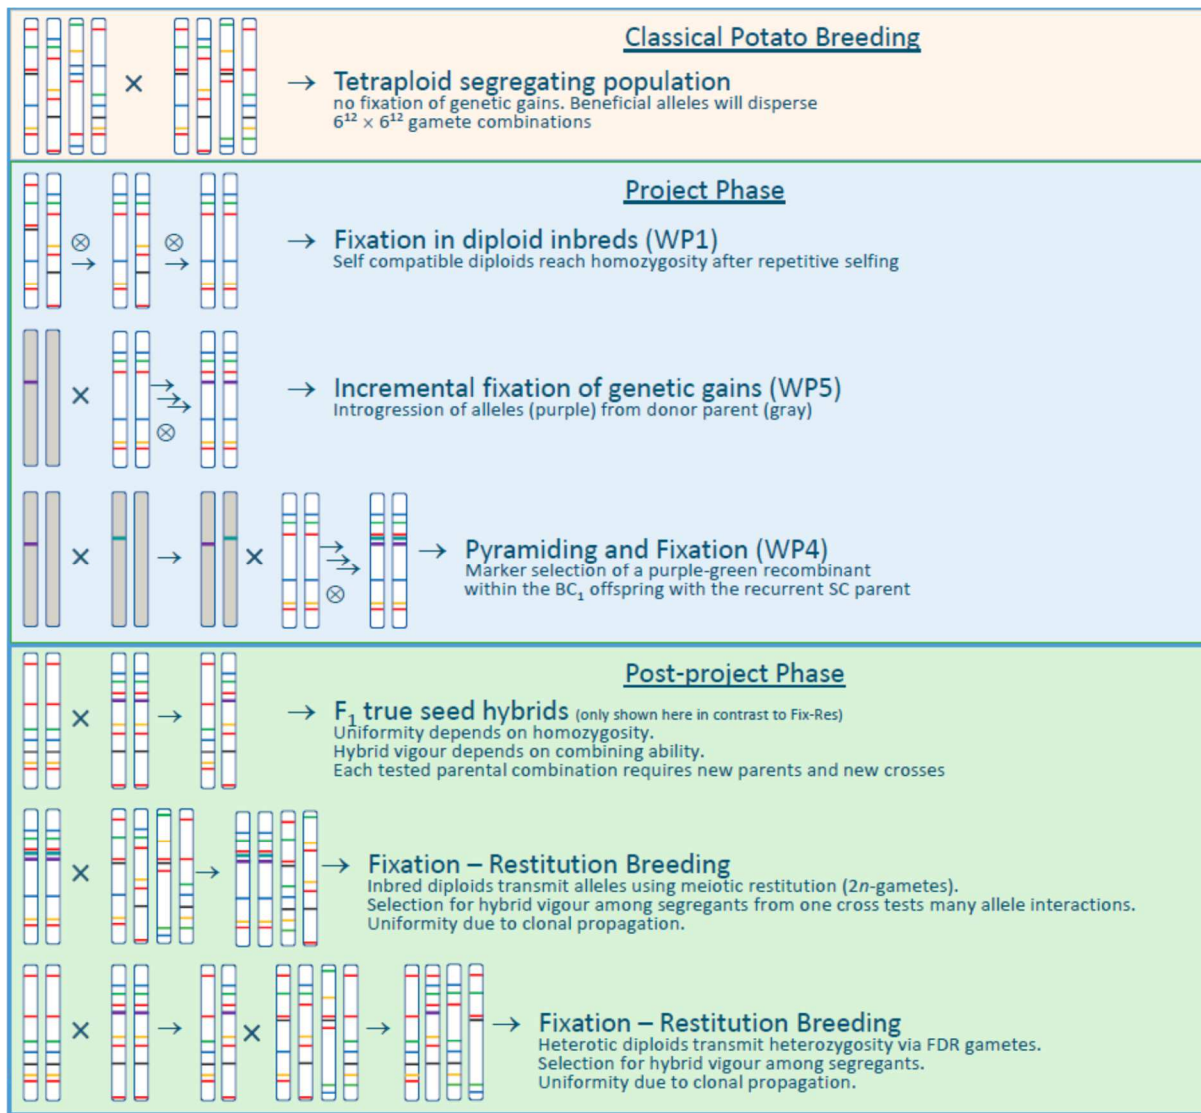 Classical Potato Breeding
× → Tetraploid segregating population
no fixation of genetic gains. Beneficial alleles will disperse
6¹² × 6¹² gamete combinations
Project Phase
⊗ → ⊗ → → Fixation in diploid inbreds (WP1)
Self compatible diploids reach homozygosity after repetitive selfing
× → → → ⊗ → Incremental fixation of genetic gains (WP5)
Introgression of alleles (purple) from donor parent (gray)
× → × → → → ⊗ → Pyramiding and Fixation (WP4)
Marker selection of a purple-green recombinant
within the BC₁ offspring with the recurrent SC parent
Post-project Phase
× → → F₁ true seed hybrids (only shown here in contrast to Fix-Res)
Uniformity depends on homozygosity.
Hybrid vigour depends on combining ability.
Each tested parental combination requires new parents and new crosses
× → → Fixation – Restitution Breeding
Inbred diploids transmit alleles using meiotic restitution (2n-gametes).
Selection for hybrid vigour among segregants from one cross tests many allele interactions.
Uniformity due to clonal propagation.
× → × → → Fixation – Restitution Breeding
Heterotic diploids transmit heterozygosity via FDR gametes.
Selection for hybrid vigour among segregants.
Uniformity due to clonal propagation.